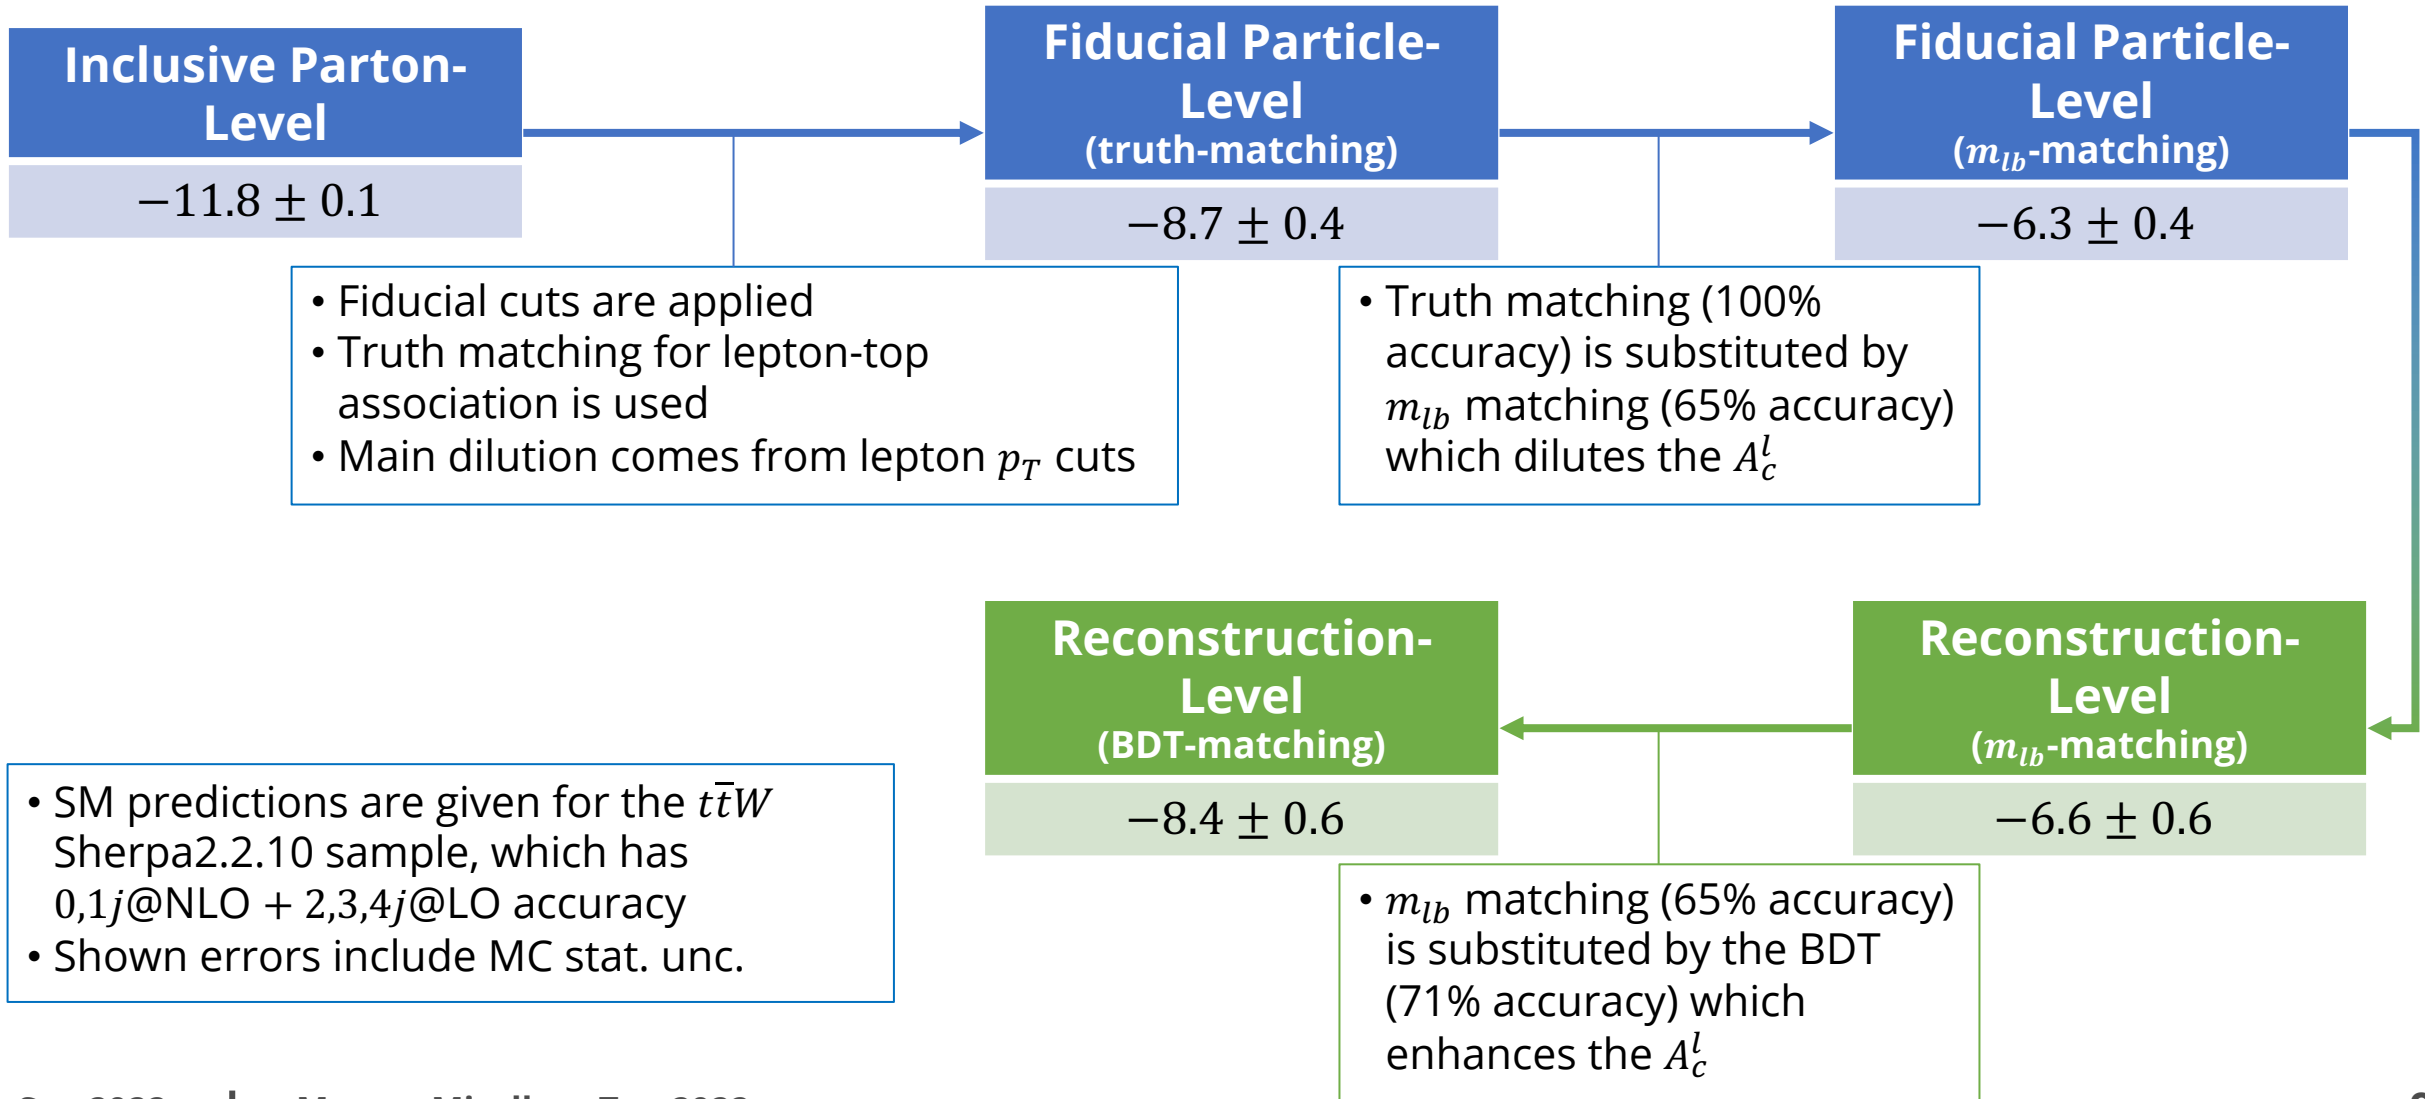 Inclusive Parton-
Level
−11.8 ± 0.1
Fiducial Particle-
Level
(truth-matching)
−8.7 ± 0.4
Fiducial Particle-
Level
(m_lb-matching)
−6.3 ± 0.4
• Fiducial cuts are applied
• Truth matching for lepton-top
association is used
• Main dilution comes from lepton p_T cuts
• Truth matching (100%
accuracy) is substituted by
m_lb matching (65% accuracy)
which dilutes the A_c^l
Reconstruction-
Level
(BDT-matching)
−8.4 ± 0.6
Reconstruction-
Level
(m_lb-matching)
−6.6 ± 0.6
• SM predictions are given for the tt̅W
Sherpa2.2.10 sample, which has
0,1j@NLO + 2,3,4j@LO accuracy
• Shown errors include MC stat. unc.
• m_lb matching (65% accuracy)
is substituted by the BDT
(71% accuracy) which
enhances the A_c^l